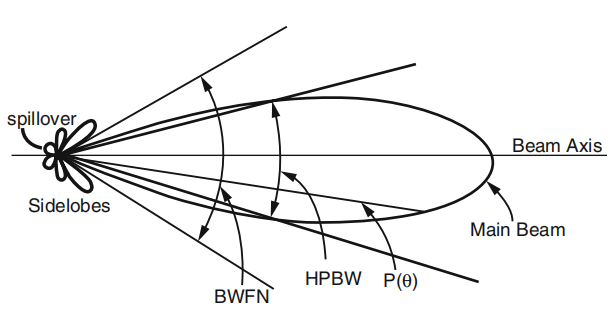 spillover
Beam Axis
Sidelobes
Main Beam
HPBW
P(θ)
BWFN